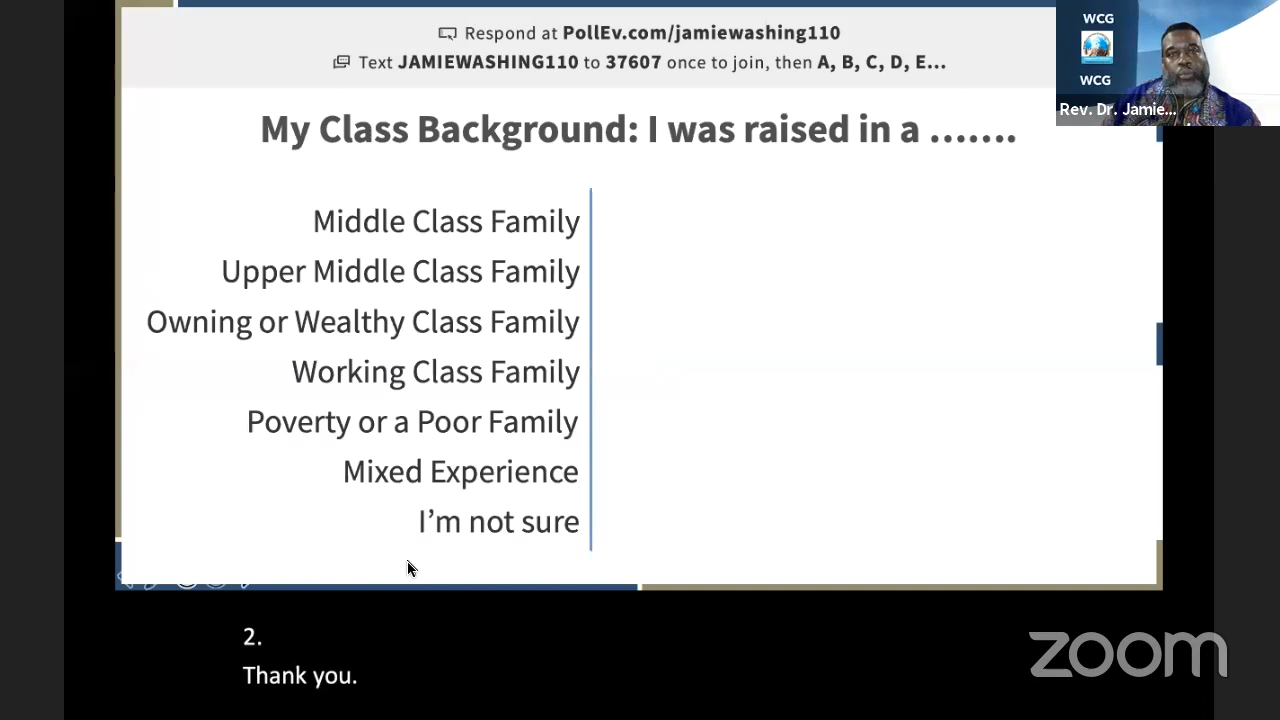 Respond at PollEv.com/jamiewashing110
Text JAMIEWASHING110 to 37607 once to join, then A, B, C, D, E...
My Class Background: I was raised in a .......
Middle Class Family
Upper Middle Class Family
Owning or Wealthy Class Family
Working Class Family
Poverty or a Poor Family
Mixed Experience
I’m not sure
WCG
WCG
Rev. Dr. Jamie...
2.
Thank you.
zoom